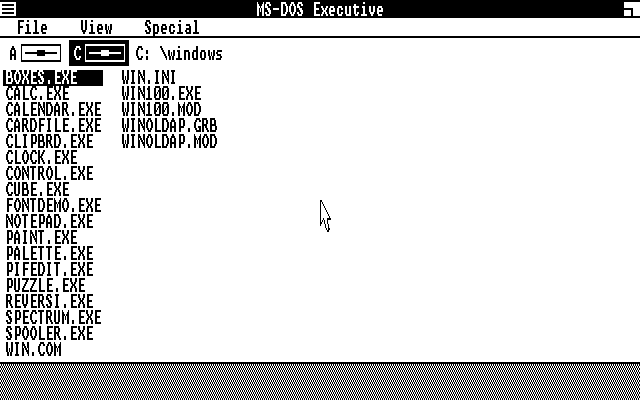 MS-DOS Executive
File View Special
A C C: \windows
BOXES.EXE WIN.INI
CALC.EXE WIN100.EXE
CALENDAR.EXE WIN100.MOD
CARDFILE.EXE WINOLDAP.GRB
CLIPBRD.EXE WINOLDAP.MOD
CLOCK.EXE
CONTROL.EXE
CUBE.EXE
FONTDEMO.EXE
NOTEPAD.EXE
PAINT.EXE
PALETTE.EXE
PIFEDIT.EXE
PUZZLE.EXE
REVERSI.EXE
SPECTRUM.EXE
SPOOLER.EXE
WIN.COM